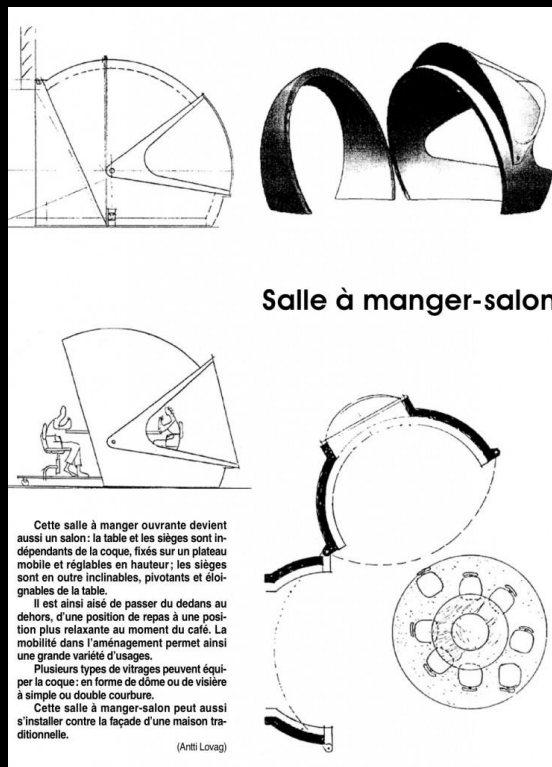 Salle à manger-salon
Cette salle à manger ouvrante devient
aussi un salon: la table et les sièges sont in-
dépendants de la coque, fixés sur un plateau
mobile et réglables en hauteur; les sièges
sont en outre inclinables, pivotants et éloi-
gnables de la table.
Il est ainsi aisé de passer du dedans au
dehors, d'une position de repas à une posi-
tion plus relaxante au moment du café. La
mobilité dans l'aménagement permet ainsi
une grande variété d'usages.
Plusieurs types de vitrages peuvent équi-
per la coque: en forme de dôme ou de visière
à simple ou double courbure.
Cette salle à manger-salon peut aussi
s'installer contre la façade d'une maison tra-
ditionnelle.
(Antti Lovag)